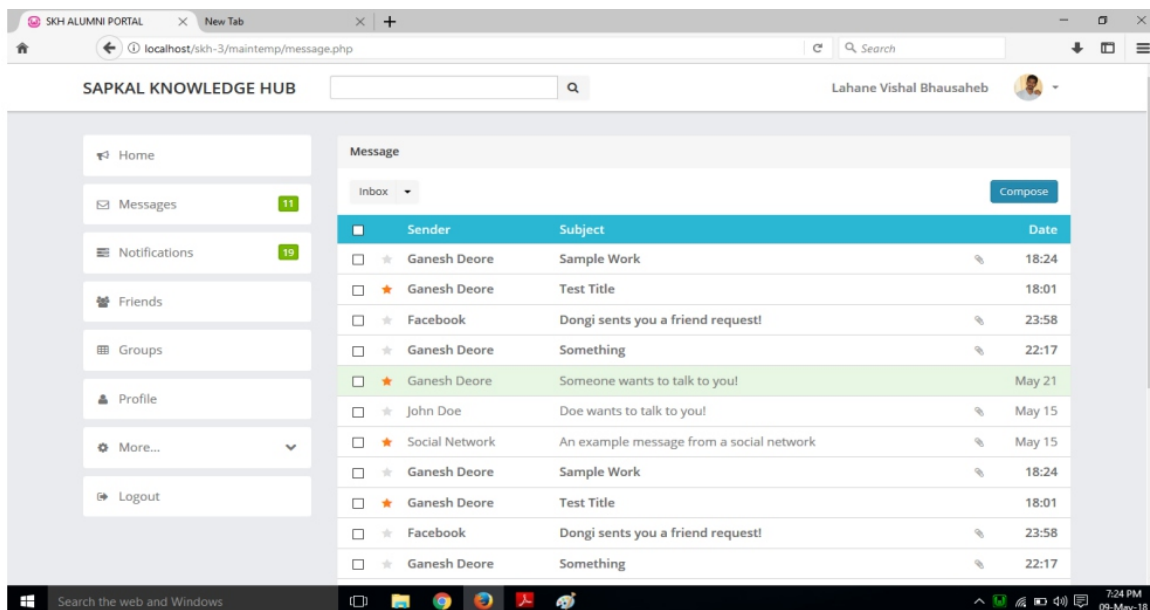 SKH ALUMNI PORTAL
New Tab
localhost/skh-3/maintemp/message.php
Search
SAPKAL KNOWLEDGE HUB
Lahane Vishal Bhausaheb
Home
Messages 11
Notifications 19
Friends
Groups
Profile
More...
Logout
Message
Inbox
Compose
Sender Subject Date
Ganesh Deore Sample Work 18:24
Ganesh Deore Test Title 18:01
Facebook Dongi sents you a friend request! 23:58
Ganesh Deore Something 22:17
Ganesh Deore Someone wants to talk to you! May 21
John Doe Doe wants to talk to you! May 15
Social Network An example message from a social network May 15
Ganesh Deore Sample Work 18:24
Ganesh Deore Test Title 18:01
Facebook Dongi sents you a friend request! 23:58
Ganesh Deore Something 22:17
Search the web and Windows
7:24 PM
09-May-18